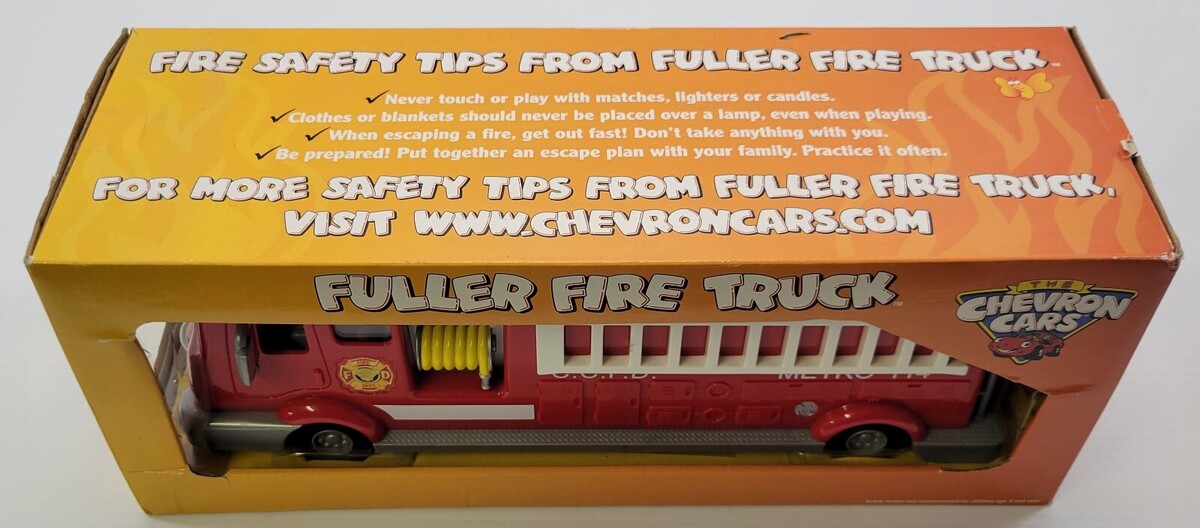 FIRE SAFETY TIPS FROM FULLER FIRE TRUCK™
✓Never touch or play with matches, lighters or candles.
✓Clothes or blankets should never be placed over a lamp, even when playing.
✓When escaping a fire, get out fast! Don't take anything with you.
✓Be prepared! Put together an escape plan with your family. Practice it often.
FOR MORE SAFETY TIPS FROM FULLER FIRE TRUCK,
VISIT WWW.CHEVRONCARS.COM
FULLER FIRE TRUCK™
THE
CHEVRON
CARS
F D
METRO